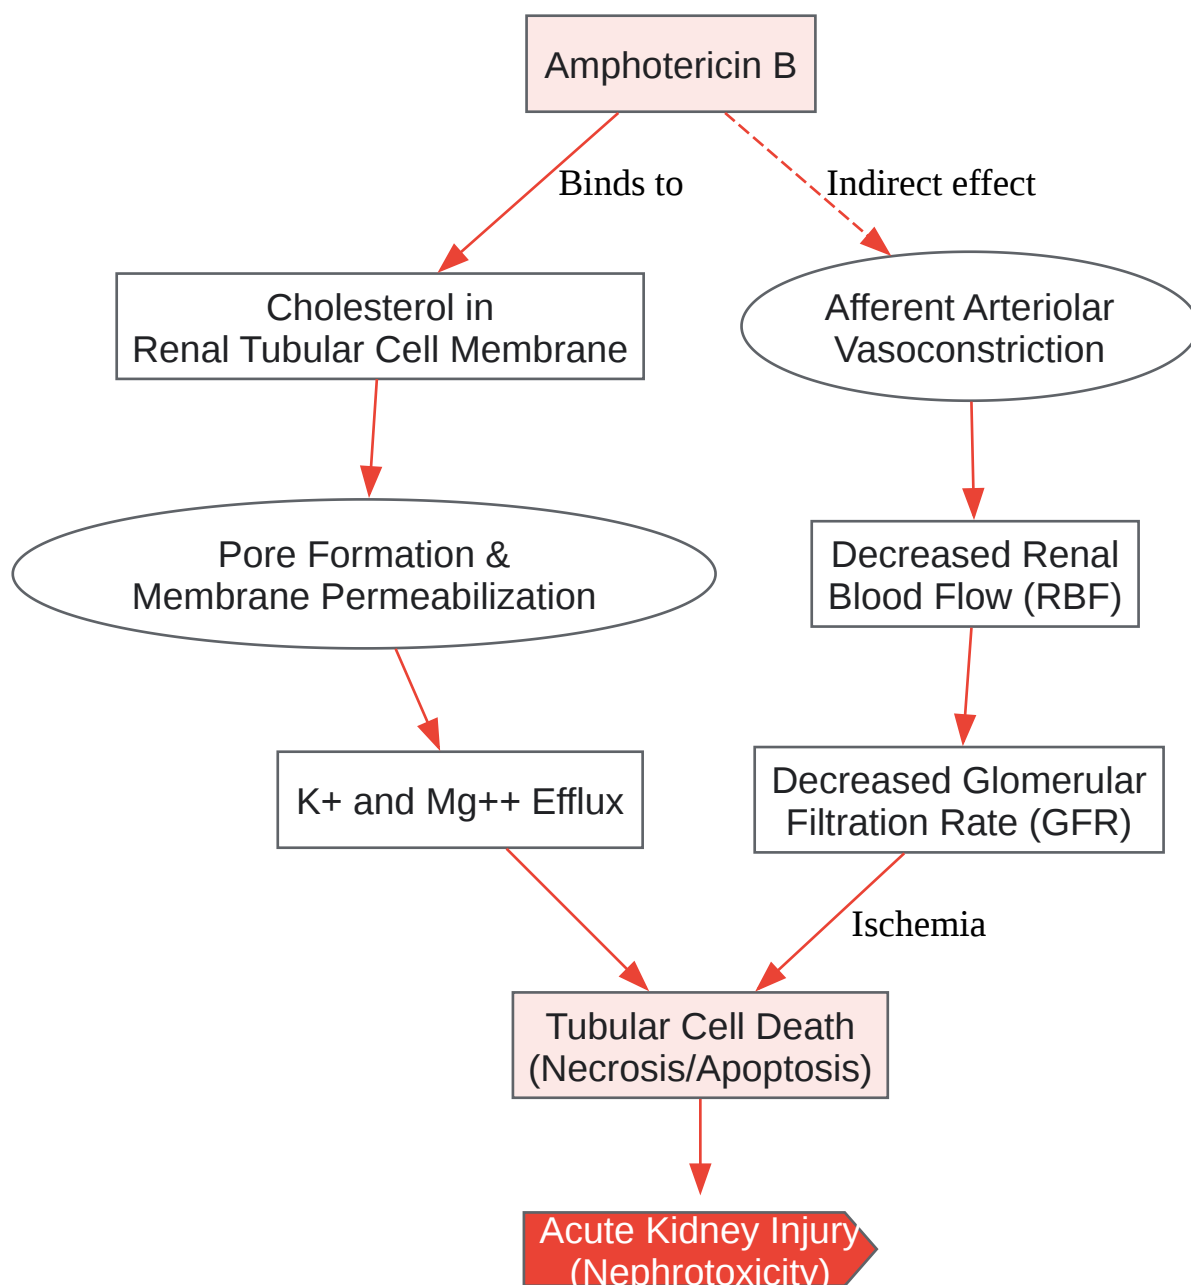 Amphotericin B
Binds to
Indirect effect
Cholesterol in
Renal Tubular Cell Membrane
Afferent Arteriolar
Vasoconstriction
Pore Formation &
Membrane Permeabilization
Decreased Renal
Blood Flow (RBF)
K+ and Mg++ Efflux
Decreased Glomerular
Filtration Rate (GFR)
Ischemia
Tubular Cell Death
(Necrosis/Apoptosis)
Acute Kidney Injury
(Nephrotoxicity)